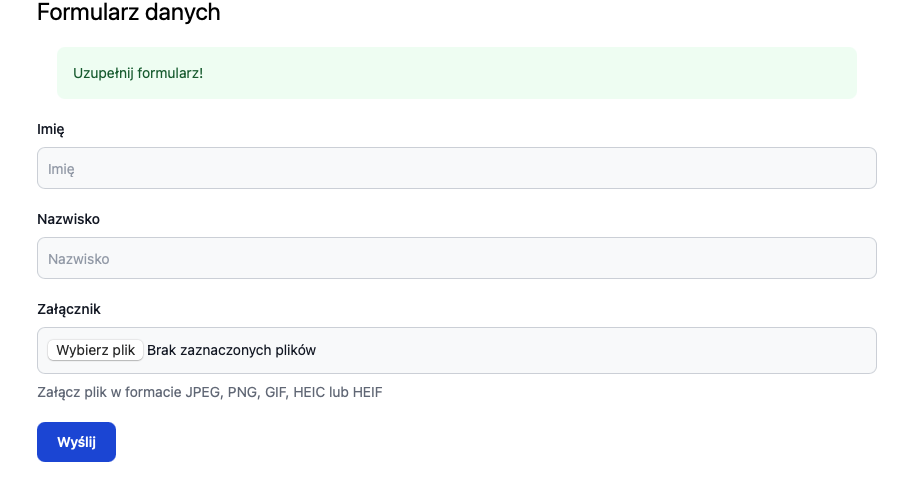 Formularz danych
Uzupełnij formularz!
Imię
Imię
Nazwisko
Nazwisko
Załącznik
Wybierz plik Brak zaznaczonych plików
Załącz plik w formacie JPEG, PNG, GIF, HEIC lub HEIF
Wyślij